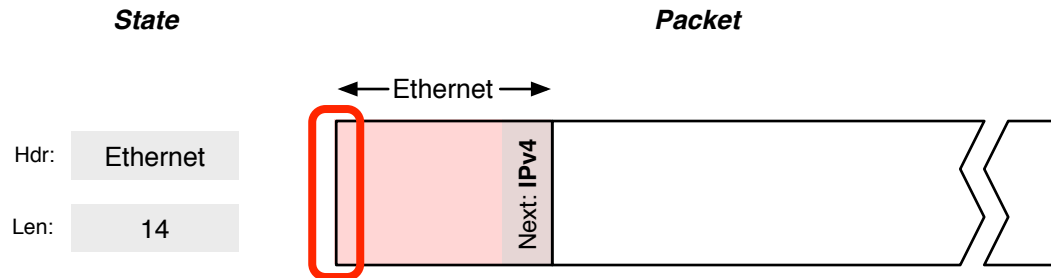 State
Packet
Ethernet
Hdr: Ethernet
Len: 14
Next: IPv4